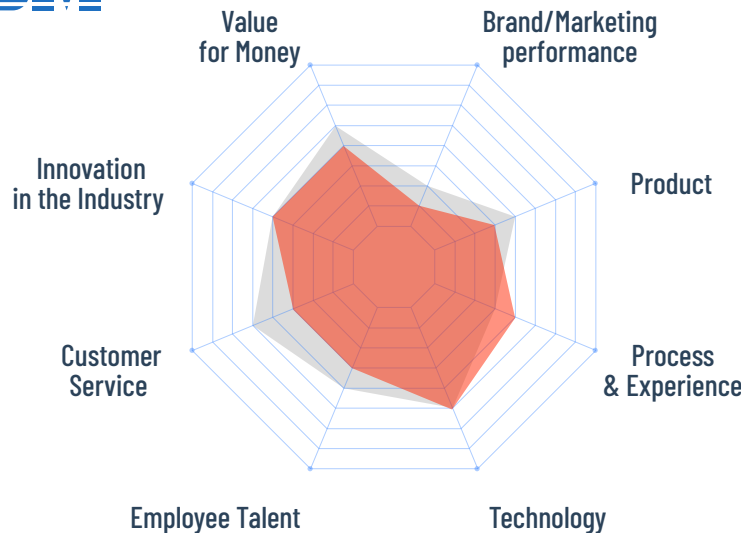 Value
for Money
Brand/Marketing
performance
Innovation
in the Industry
Product
Customer
Service
Process
& Experience
Employee Talent
Technology